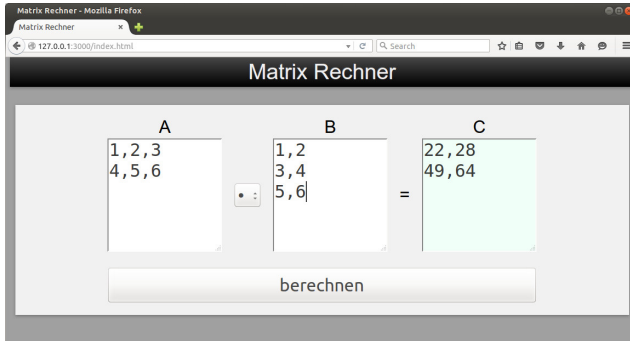 Matrix Rechner - Mozilla Firefox
Matrix Rechner ×
127.0.0.1:3000/index.html
Search
Matrix Rechner
A B C
1,2,3
4,5,6
•
1,2
3,4
5,6
=
22,28
49,64
berechnen